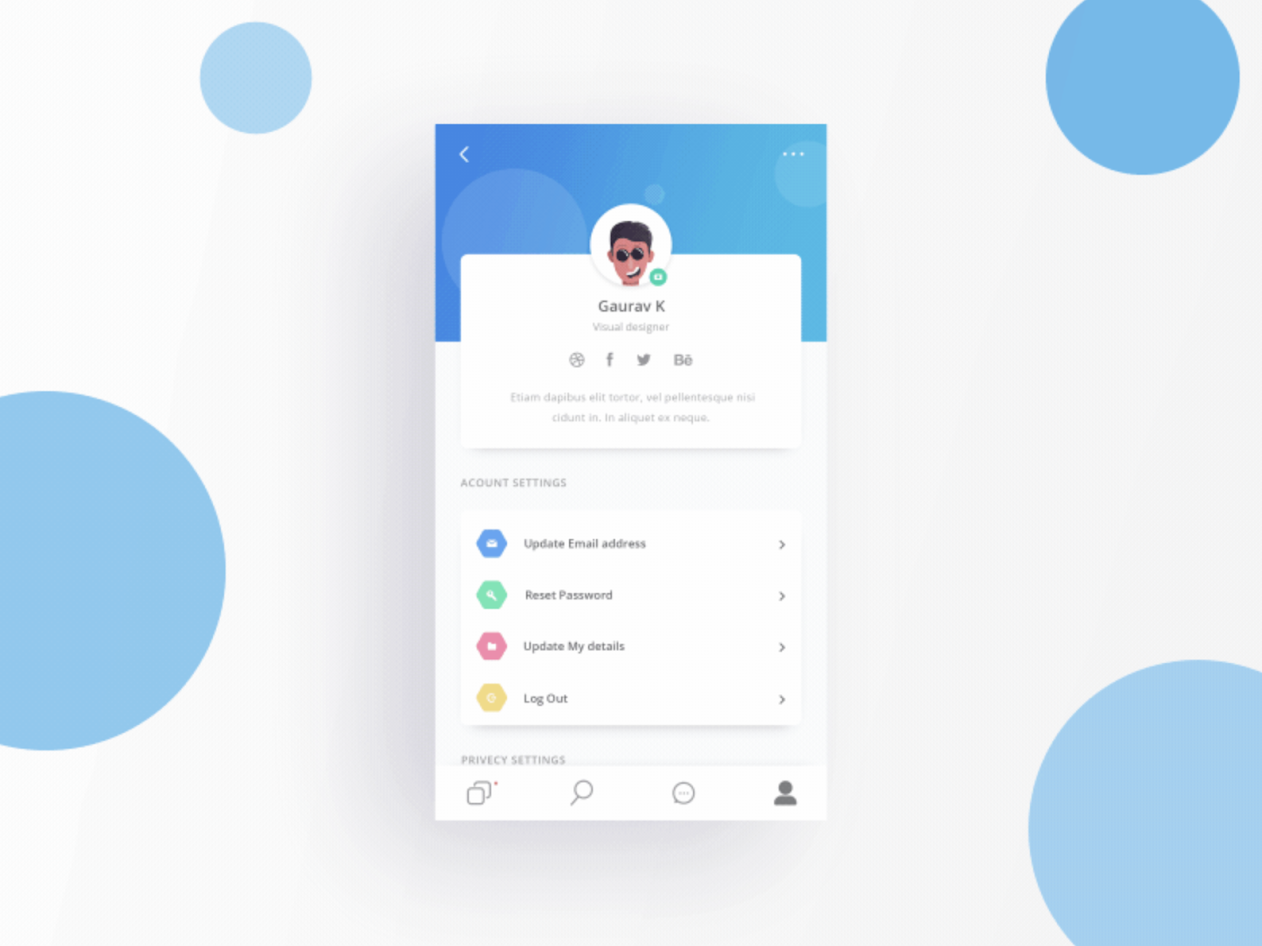 Gaurav K
Visual designer
Bē
Etiam dapibus elit tortor, vel pellentesque nisi
cidunt in. In aliquet ex neque.
ACOUNT SETTINGS
Update Email address
Reset Password
Update My details
Log Out
PRIVECY SETTINGS